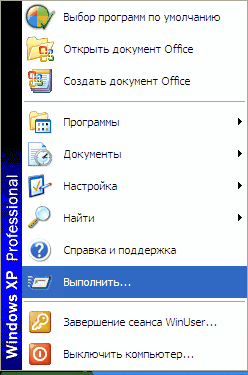 Выбор программ по умолчанию
Открыть документ Office
Создать документ Office
Программы
Документы
Настройка
Найти
Справка и поддержка
Выполнить...
Завершение сеанса WinUser...
Выключить компьютер...
Windows XP Professional